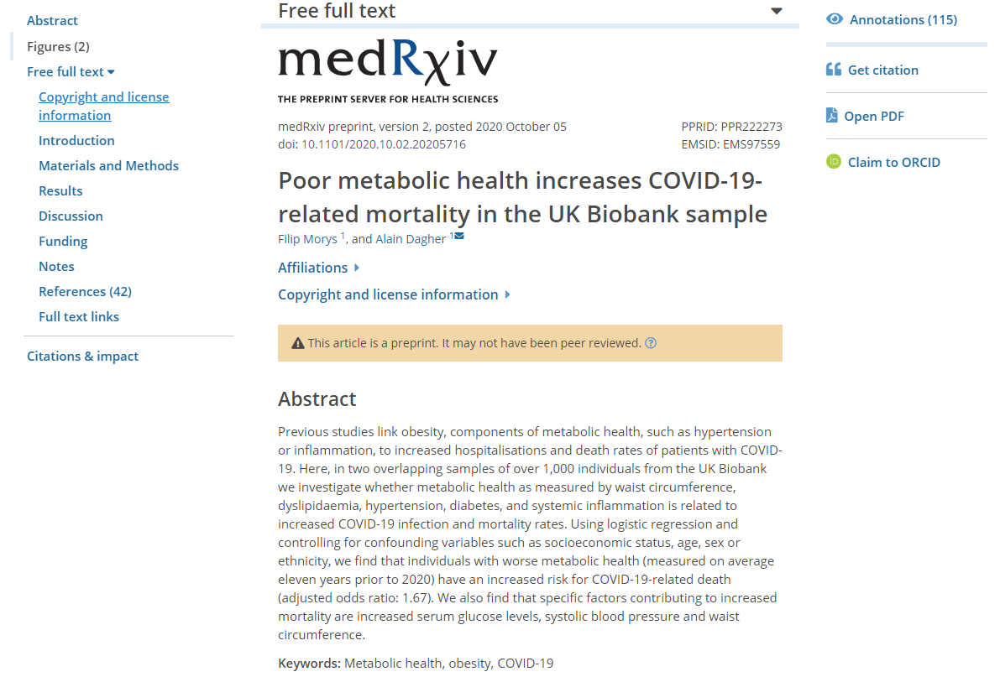 Abstract
Figures (2)
Free full text
Copyright and license
information
Introduction
Materials and Methods
Results
Discussion
Funding
Notes
References (42)
Full text links
Citations & impact
Free full text
medRxiv
THE PREPRINT SERVER FOR HEALTH SCIENCES
medRxiv preprint, version 2, posted 2020 October 05
PPRID: PPR222273
doi: 10.1101/2020.10.02.20205716
EMSID: EMS97559
Poor metabolic health increases COVID-19-
related mortality in the UK Biobank sample
Filip Morys 1, and Alain Dagher 1
Affiliations
Copyright and license information
This article is a preprint. It may not have been peer reviewed. ?
Abstract
Previous studies link obesity, components of metabolic health, such as hypertension
or inflammation, to increased hospitalisations and death rates of patients with COVID-
19. Here, in two overlapping samples of over 1,000 individuals from the UK Biobank
we investigate whether metabolic health as measured by waist circumference,
dyslipidaemia, hypertension, diabetes, and systemic inflammation is related to
increased COVID-19 infection and mortality rates. Using logistic regression and
controlling for confounding variables such as socioeconomic status, age, sex or
ethnicity, we find that individuals with worse metabolic health (measured on average
eleven years prior to 2020) have an increased risk for COVID-19-related death
(adjusted odds ratio: 1.67). We also find that specific factors contributing to increased
mortality are increased serum glucose levels, systolic blood pressure and waist
circumference.
Keywords: Metabolic health, obesity, COVID-19
Annotations (115)
Get citation
Open PDF
iD Claim to ORCID